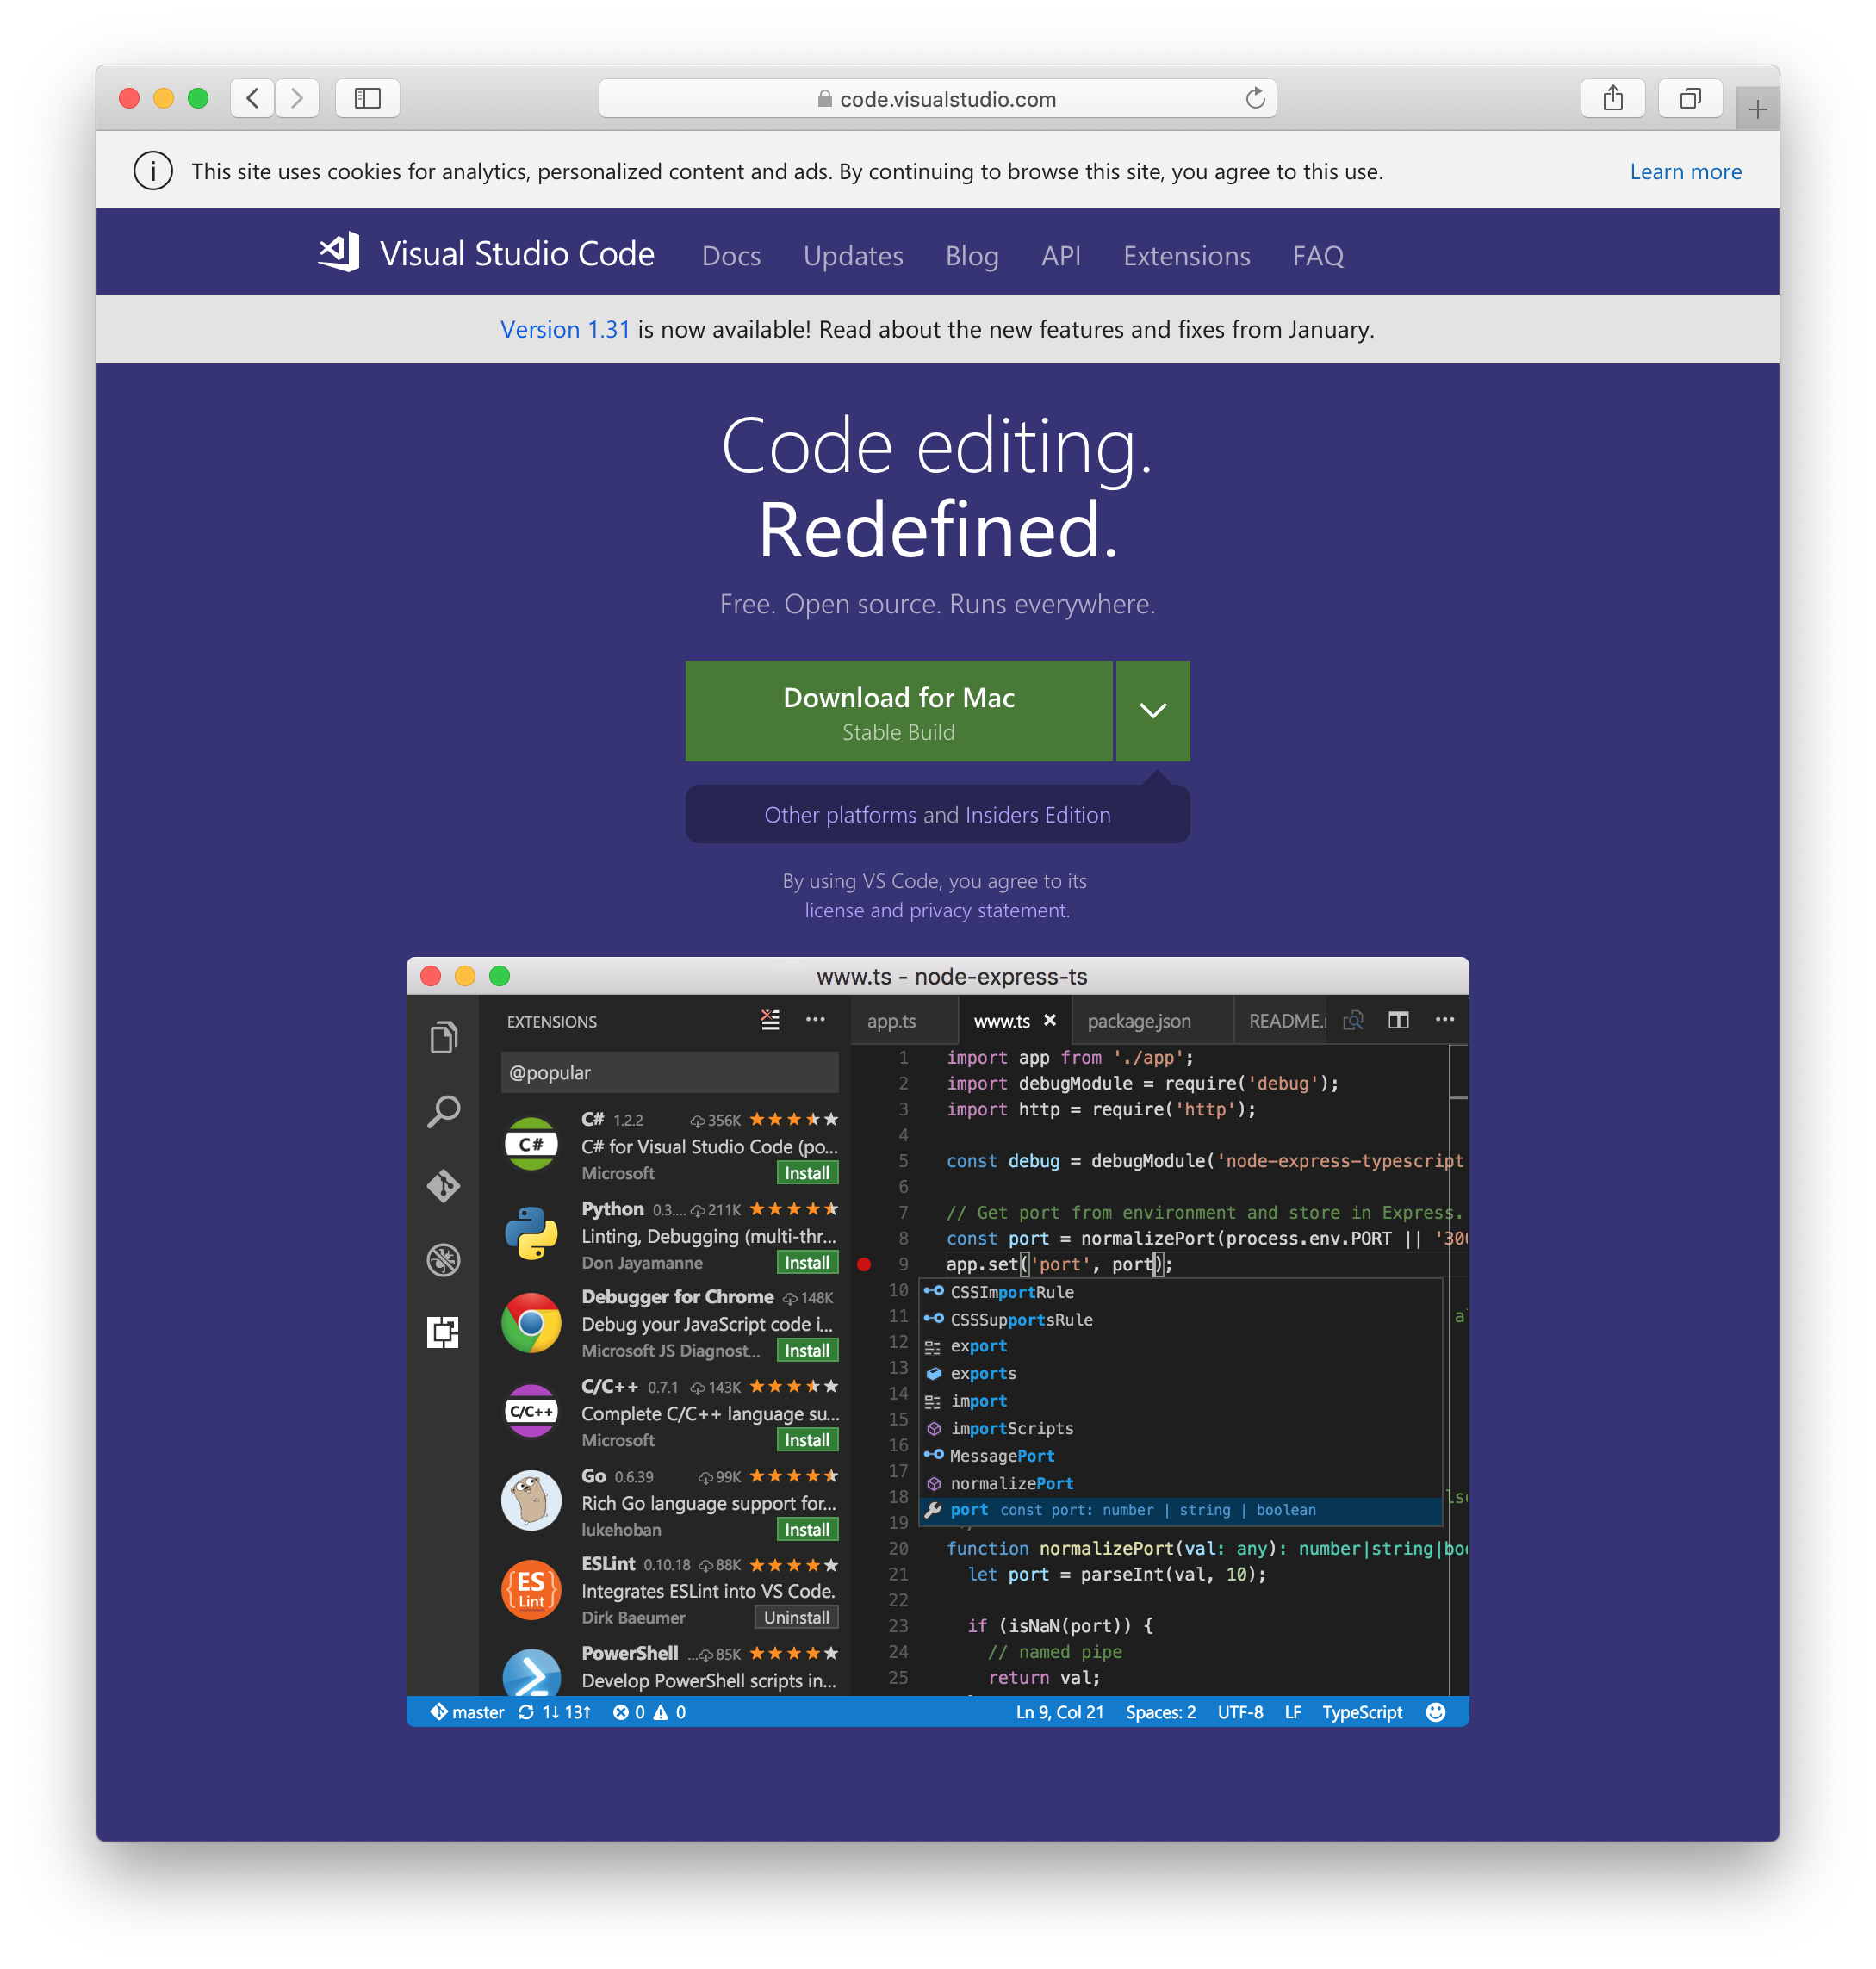 code.visualstudio.com
This site uses cookies for analytics, personalized content and ads. By continuing to browse this site, you agree to this use.
Learn more
Visual Studio Code Docs Updates Blog API Extensions FAQ
Version 1.31 is now available! Read about the new features and fixes from January.
Code editing.
Redefined.
Free. Open source. Runs everywhere.
Download for Mac
Stable Build
Other platforms and Insiders Edition
By using VS Code, you agree to its
license and privacy statement.
www.ts - node-express-ts
EXTENSIONS
@popular
C# 1.2.2 356K
C#
C# for Visual Studio Code (po...
Microsoft Install
Python 0.3.... 211K
Linting, Debugging (multi-thr...
Don Jayamanne Install
Debugger for Chrome 148K
Debug your JavaScript code i...
Microsoft JS Diagnost... Install
C/C++ 0.7.1 143K
C/C++
Complete C/C++ language su...
Microsoft Install
Go 0.6.39 99K
Rich Go language support for...
lukehoban Install
ESLint 0.10.18 88K
{ES}
Lint
Integrates ESLint into VS Code.
Dirk Baeumer Uninstall
PowerShell ... 85K
Develop PowerShell scripts in...
app.ts www.ts package.json README.
1 import app from './app';
2 import debugModule = require('debug');
3 import http = require('http');
4
5 const debug = debugModule('node-express-typescript
6
7 // Get port from environment and store in Express.
8 const port = normalizePort(process.env.PORT || '300
9 app.set('port', port);
10 CSSImportRule
11 CSSSupportsRule a
12 export
13 exports
14 import
15 importScripts
16 MessagePort
17 normalizePort
18 port const port: number | string | boolean lse
19
20 function normalizePort(val: any): number|string|boo
21 let port = parseInt(val, 10);
22
23 if (isNaN(port)) {
24 // named pipe
25 return val;
master 1↓ 13↑ 0 0 Ln 9, Col 21 Spaces: 2 UTF-8 LF TypeScript